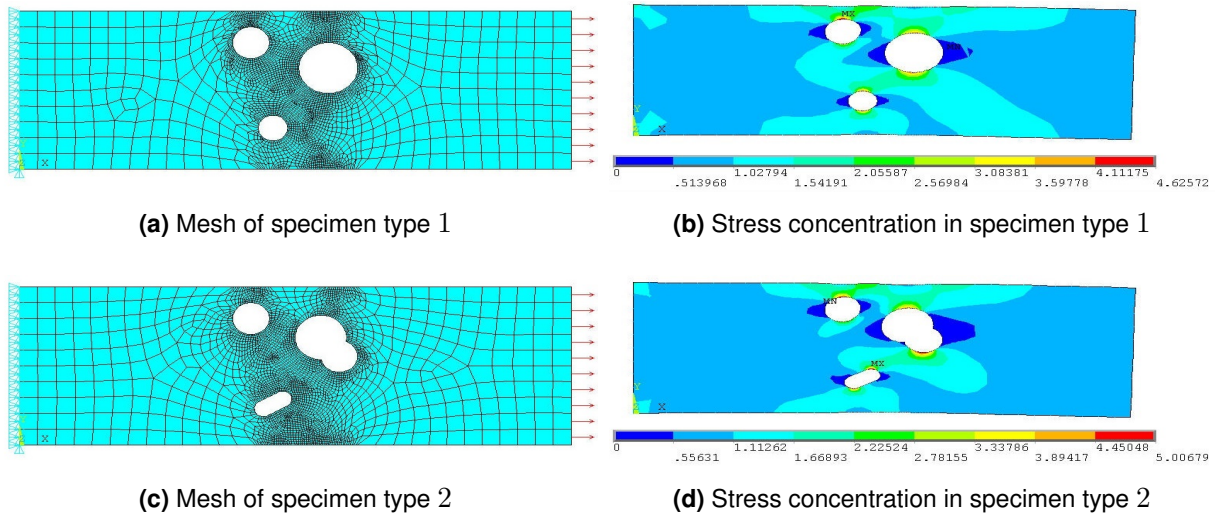 X
MX
MN
Y
X
0 1.02794 2.05587 3.08381 4.11175
.513968 1.54191 2.56984 3.59778 4.62572
(a) Mesh of specimen type 1
(b) Stress concentration in specimen type 1
X
MN
MX
Y
X
0 1.11262 2.22524 3.33786 4.45048
.55631 1.66893 2.78155 3.89417 5.00679
(c) Mesh of specimen type 2
(d) Stress concentration in specimen type 2